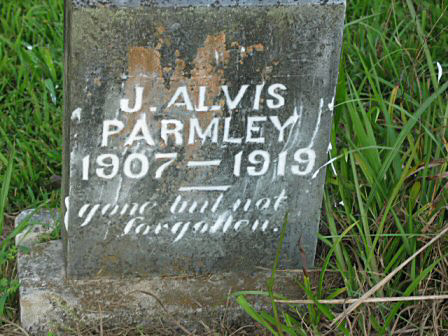 J. ALVIS
PARMLEY
1907 — 1919
gone but not
forgotten.